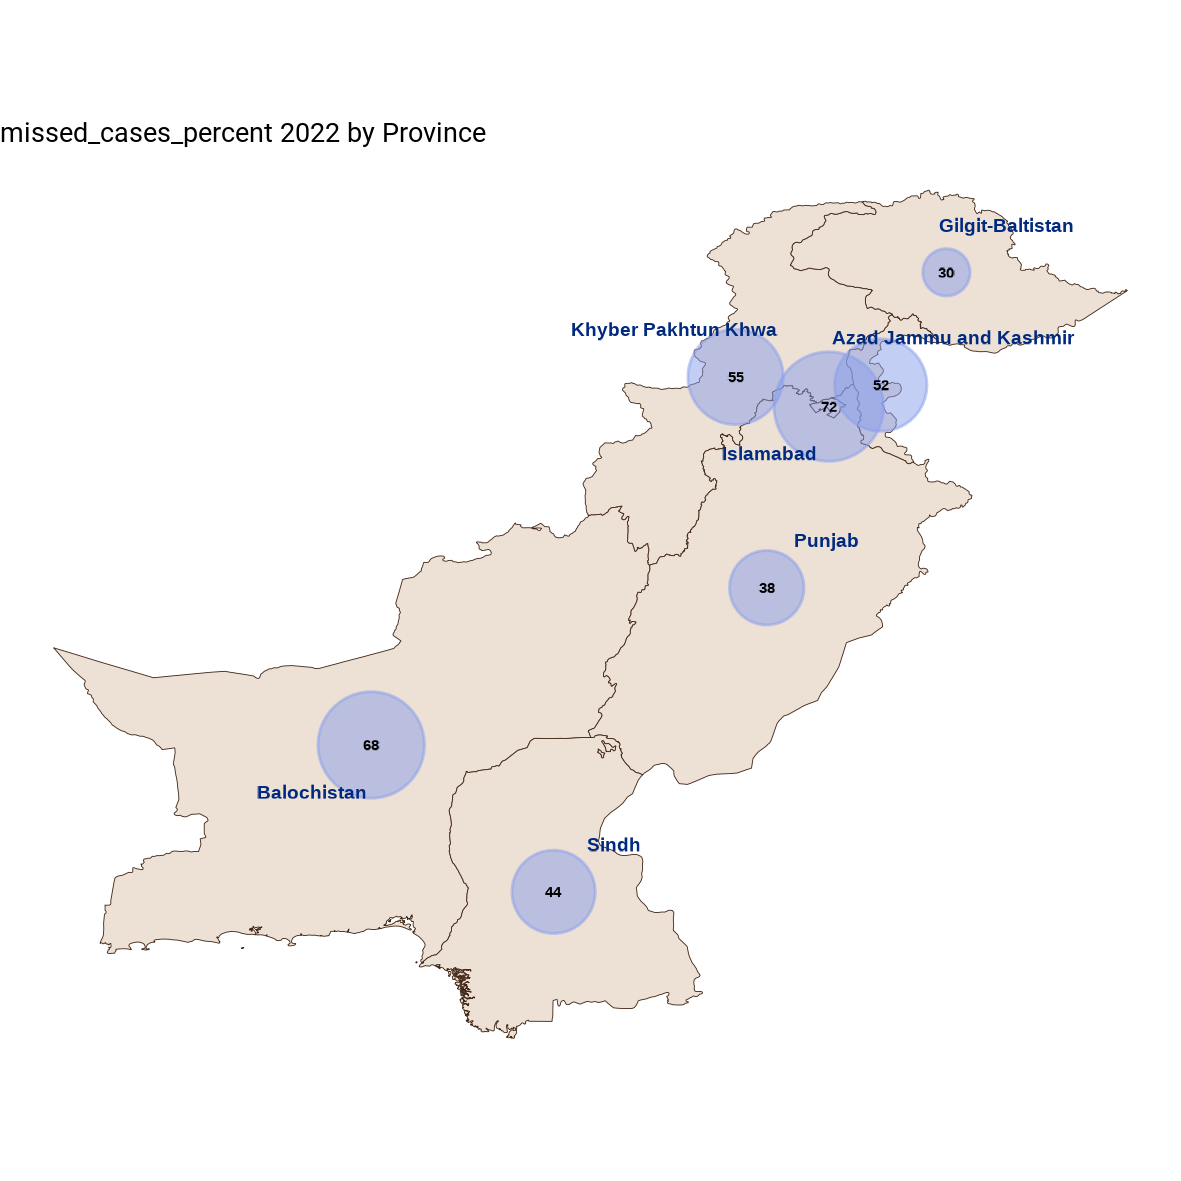 missed_cases_percent 2022 by Province
Gilgit-Baltistan
30
Khyber Pakhtun Khwa
Azad Jammu and Kashmir
55
52
72
Islamabad
Punjab
38
68
Balochistan
Sindh
44